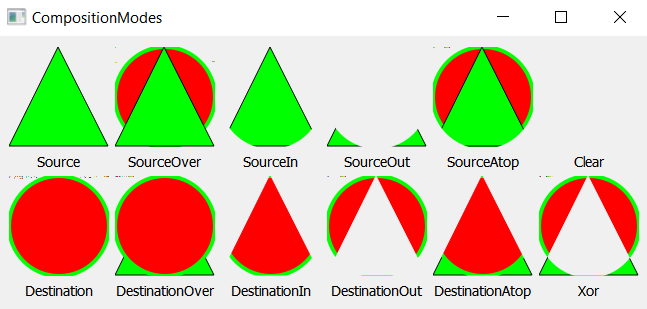 CompositionModes
Source SourceOver SourceIn SourceOut SourceAtop Clear
Destination DestinationOver DestinationIn DestinationOut DestinationAtop Xor